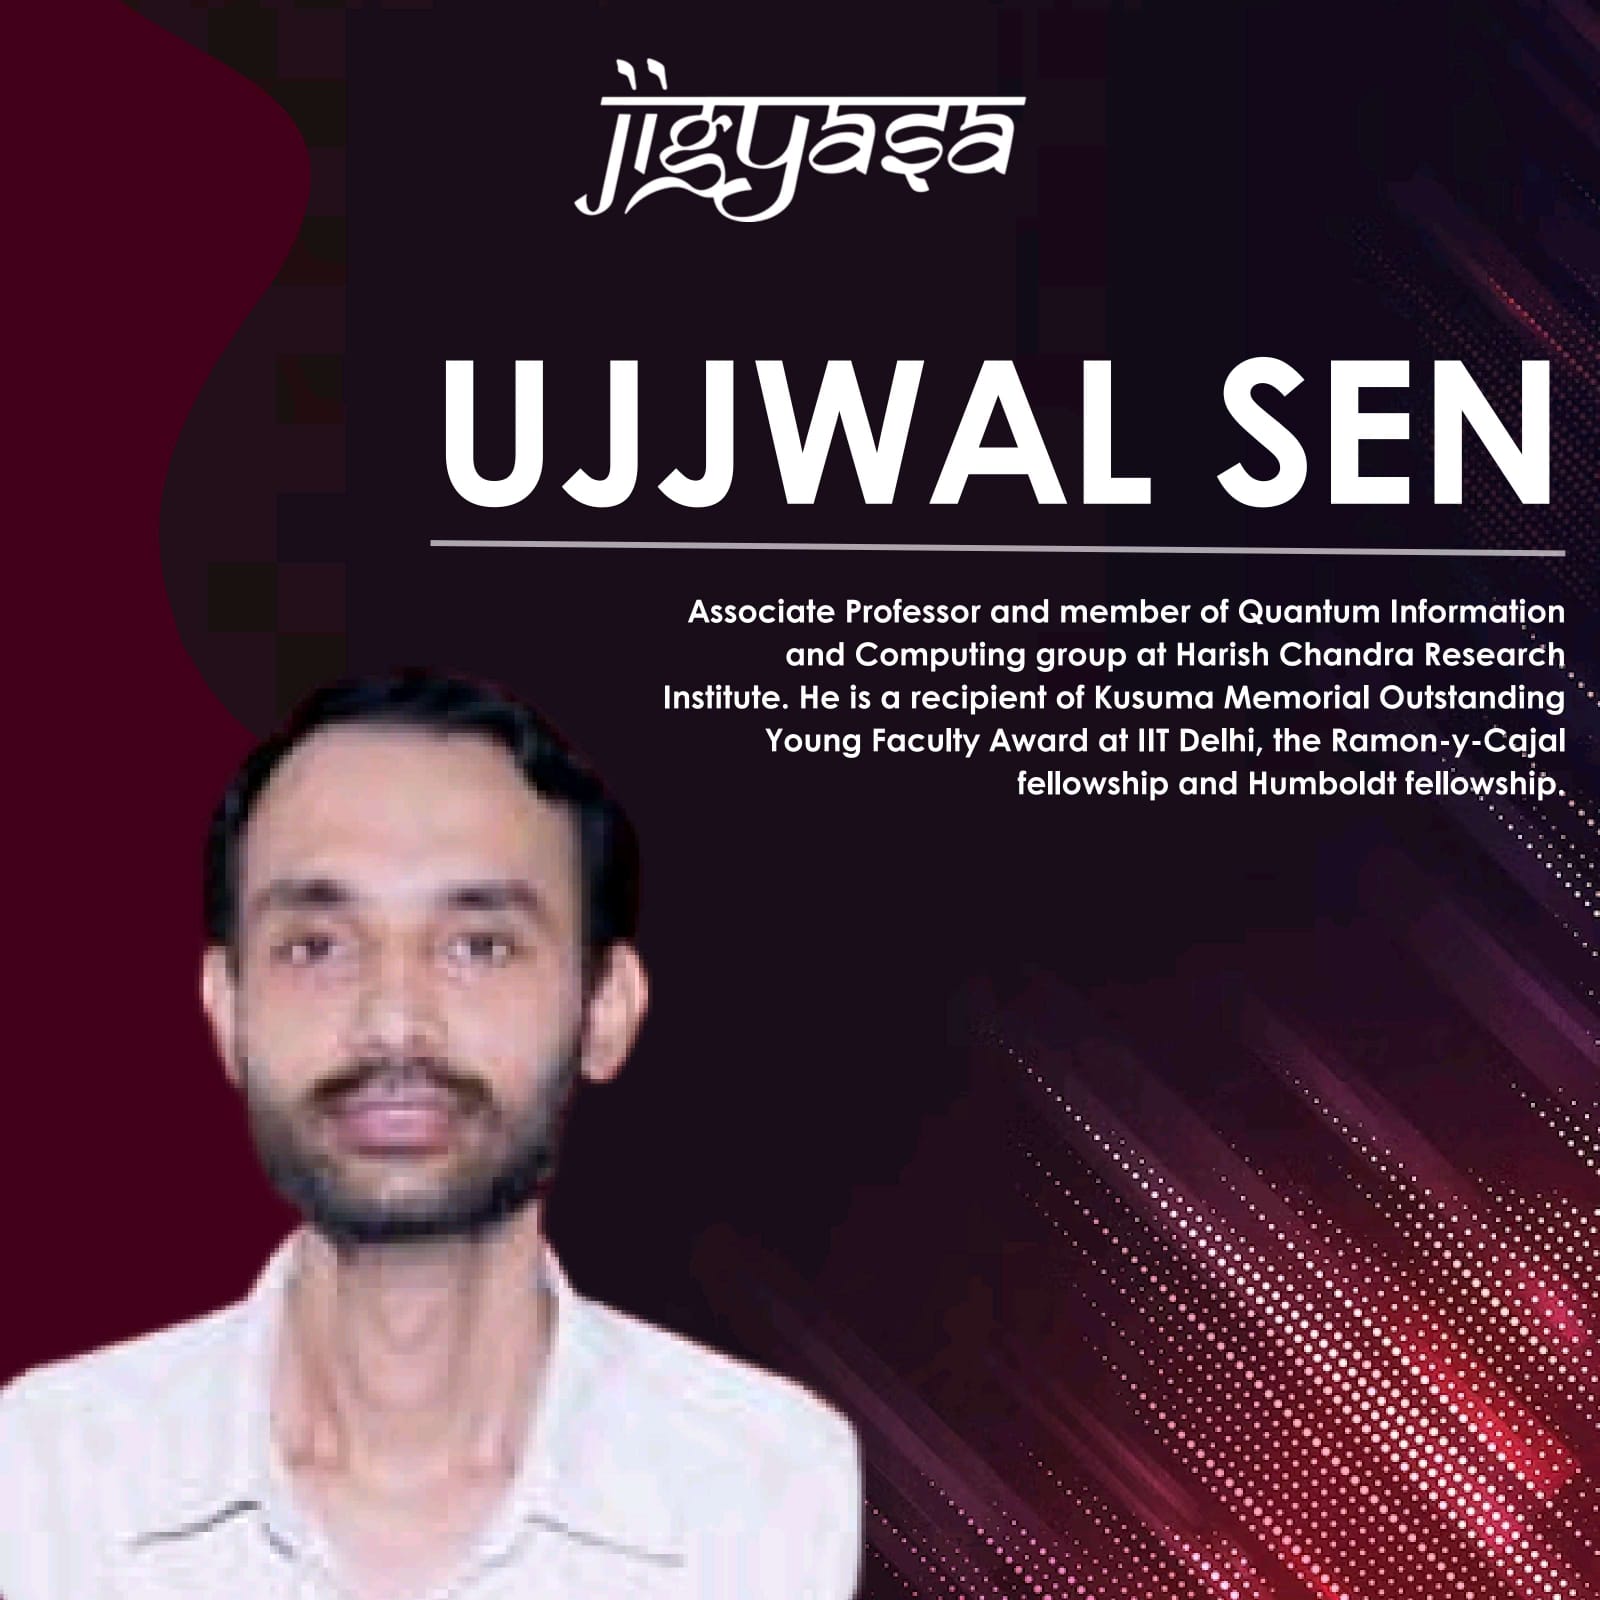 jigyasa
UJJWAL SEN
Associate Professor and member of Quantum Information
and Computing group at Harish Chandra Research
Institute. He is a recipient of Kusuma Memorial Outstanding
Young Faculty Award at IIT Delhi, the Ramon-y-Cajal
fellowship and Humboldt fellowship.